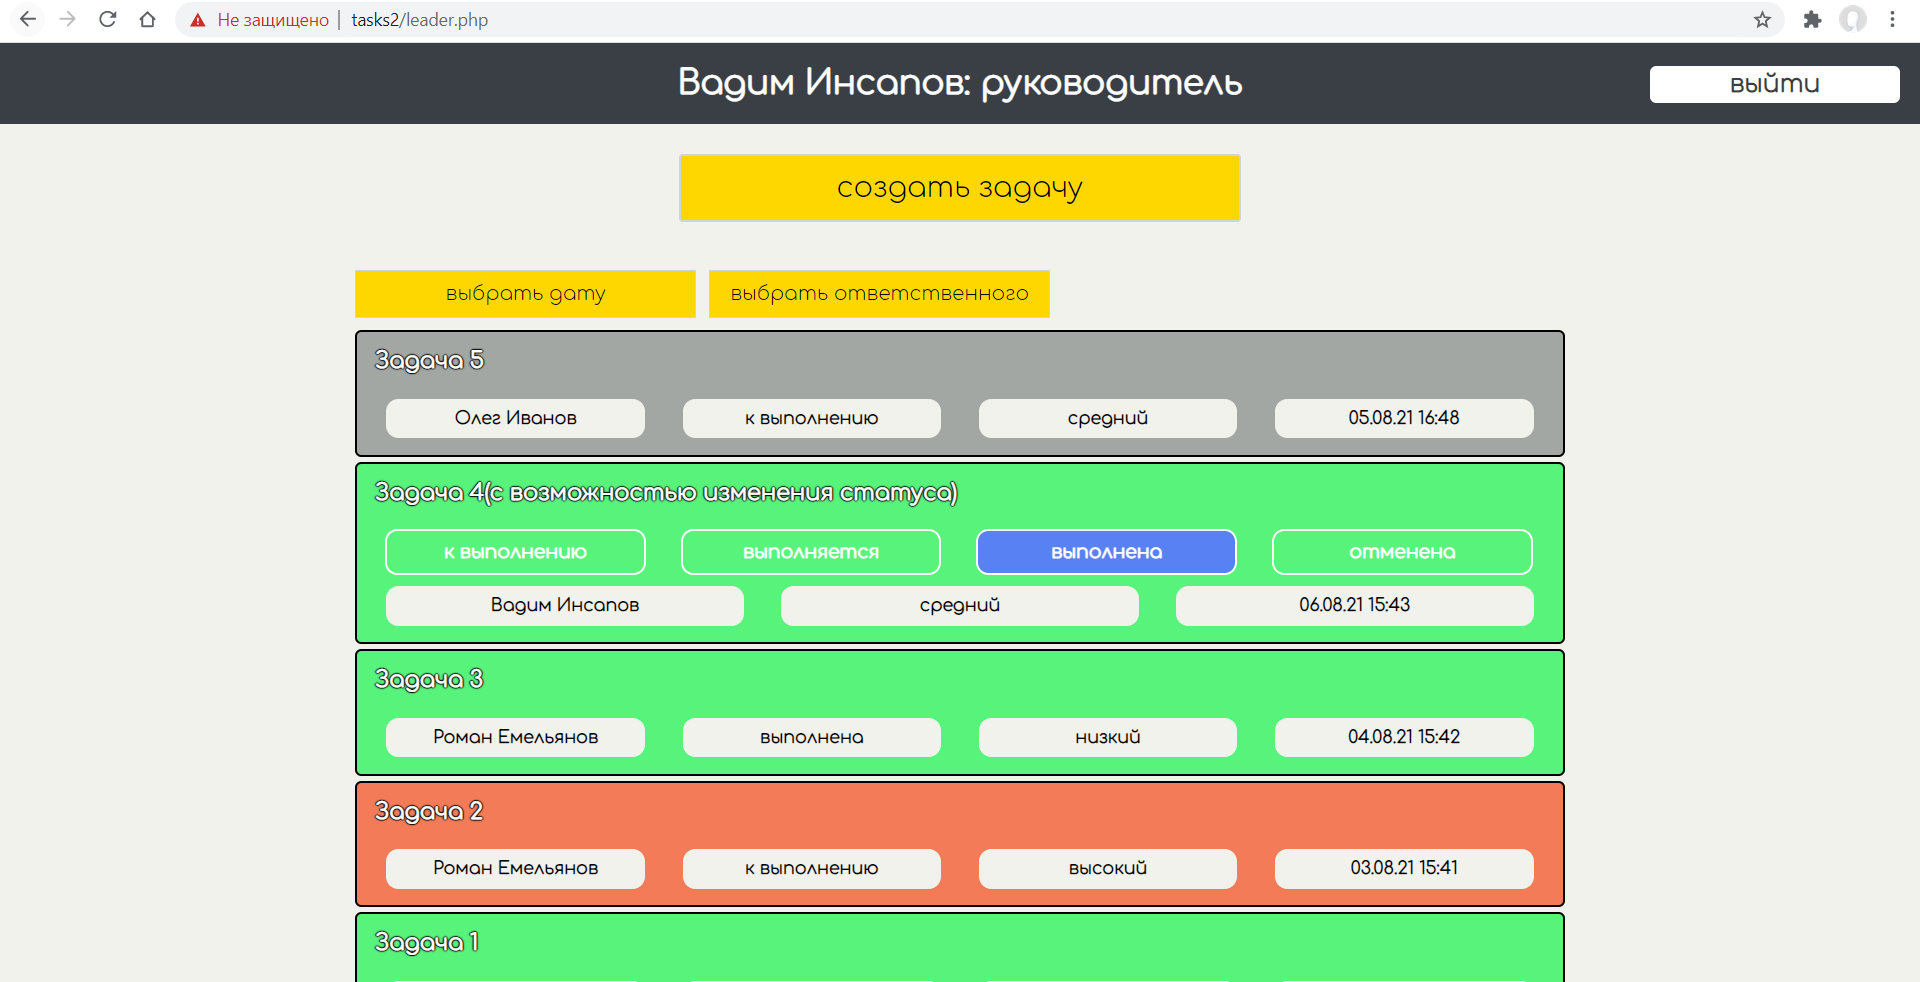 Не защищено | tasks2/leader.php
Вадим Инсапов: руководитель
выйти
создать задачу
выбрать дату
выбрать ответственного
Задача 5
Олег Иванов
к выполнению
средний
05.08.21 16:48
Задача 4(с возможностью изменения статуса)
к выполнению
выполняется
выполнена
отменена
Вадим Инсапов
средний
06.08.21 15:43
Задача 3
Роман Емельянов
выполнена
низкий
04.08.21 15:42
Задача 2
Роман Емельянов
к выполнению
высокий
03.08.21 15:41
Задача 1